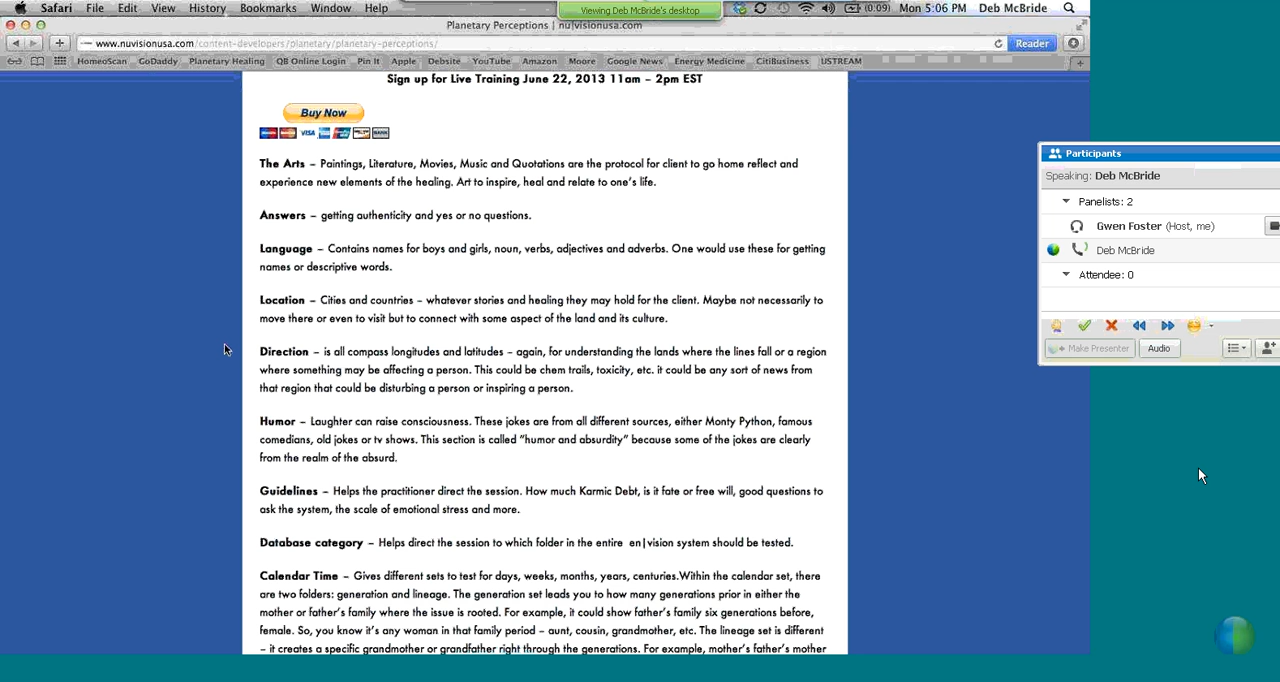 Safari File Edit View History Bookmarks Window Help
Viewing Deb McBride's desktop
(0:09) Mon 5:06 PM Deb McBride
Planetary Perceptions | nu|visionusa.com
www.nuvisionusa.com/content-developers/planetary/planetary-perceptions/
Reader
HomeoScan GoDaddy Planetary Healing QB Online Login Pin It Apple Debsite YouTube Amazon Moore Google News Energy Medicine CitiBusiness USTREAM
Sign up for Live Training June 22, 2013 11am – 2pm EST
Buy Now
VISA
The Arts – Paintings, Literature, Movies, Music and Quotations are the protocol for client to go home reflect and
experience new elements of the healing. Art to inspire, heal and relate to one's life.
Answers – getting authenticity and yes or no questions.
Language – Contains names for boys and girls, noun, verbs, adjectives and adverbs. One would use these for getting
names or descriptive words.
Location – Cities and countries – whatever stories and healing they may hold for the client. Maybe not necessarily to
move there or even to visit but to connect with some aspect of the land and its culture.
Direction – is all compass longitudes and latitudes – again, for understanding the lands where the lines fall or a region
where something may be affecting a person. This could be chem trails, toxicity, etc. it could be any sort of news from
that region that could be disturbing a person or inspiring a person.
Humor – Laughter can raise consciousness. These jokes are from all different sources, either Monty Python, famous
comedians, old jokes or tv shows. This section is called “humor and absurdity” because some of the jokes are clearly
from the realm of the absurd.
Guidelines – Helps the practitioner direct the session. How much Karmic Debt, is it fate or free will, good questions to
ask the system, the scale of emotional stress and more.
Database category – Helps direct the session to which folder in the entire en|vision system should be tested.
Calendar Time – Gives different sets to test for days, weeks, months, years, centuries.Within the calendar set, there
are two folders: generation and lineage. The generation set leads you to how many generations prior in either the
mother or father's family where the issue is rooted. For example, it could show father's family six generations before,
female. So, you know it's any woman in that family period – aunt, cousin, grandmother, etc. The lineage set is different
– it creates a specific grandmother or grandfather right through the generations. For example, mother's father's mother
Participants
Speaking: Deb McBride
Panelists: 2
Gwen Foster (Host, me)
Deb McBride
Attendee: 0
Make Presenter Audio